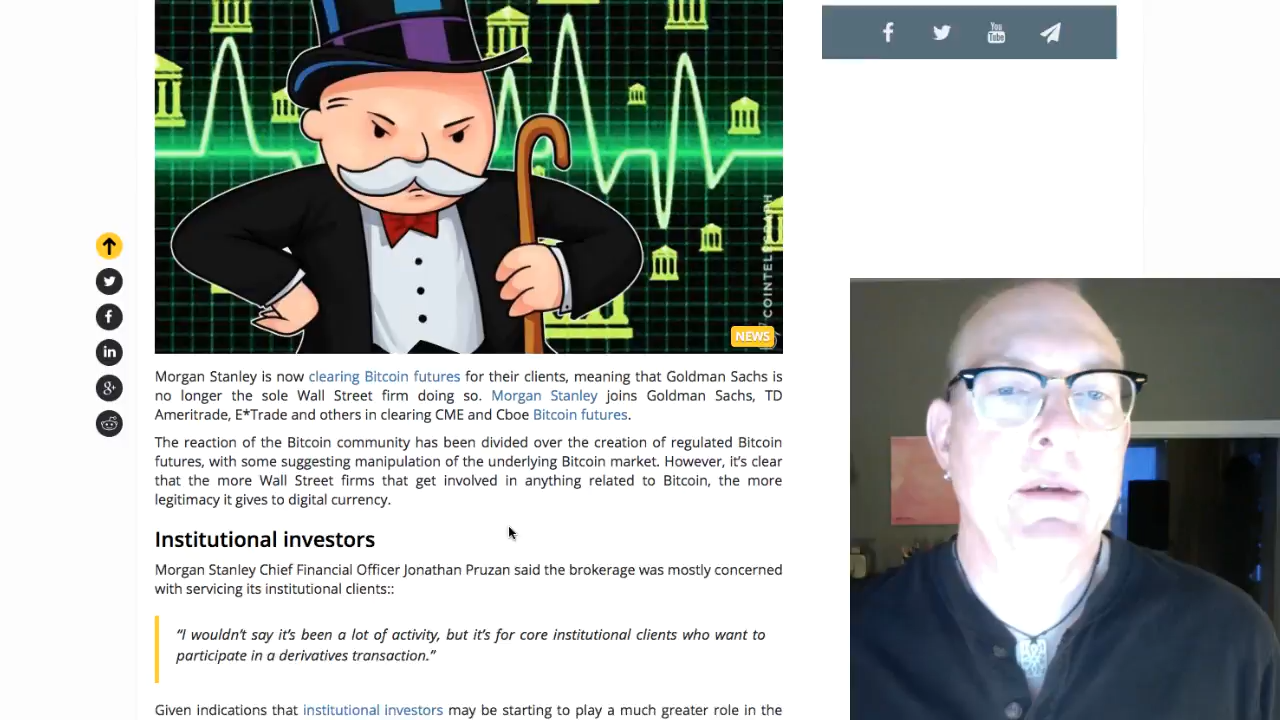 You
Tube
COINTELEGRAPH
NEWS
Morgan Stanley is now clearing Bitcoin futures for their clients, meaning that Goldman Sachs is
no longer the sole Wall Street firm doing so. Morgan Stanley joins Goldman Sachs, TD
Ameritrade, E*Trade and others in clearing CME and Cboe Bitcoin futures.
The reaction of the Bitcoin community has been divided over the creation of regulated Bitcoin
futures, with some suggesting manipulation of the underlying Bitcoin market. However, it’s clear
that the more Wall Street firms that get involved in anything related to Bitcoin, the more
legitimacy it gives to digital currency.
Institutional investors
Morgan Stanley Chief Financial Officer Jonathan Pruzan said the brokerage was mostly concerned
with servicing its institutional clients::
“I wouldn’t say it’s been a lot of activity, but it’s for core institutional clients who want to
participate in a derivatives transaction.”
Given indications that institutional investors may be starting to play a much greater role in the